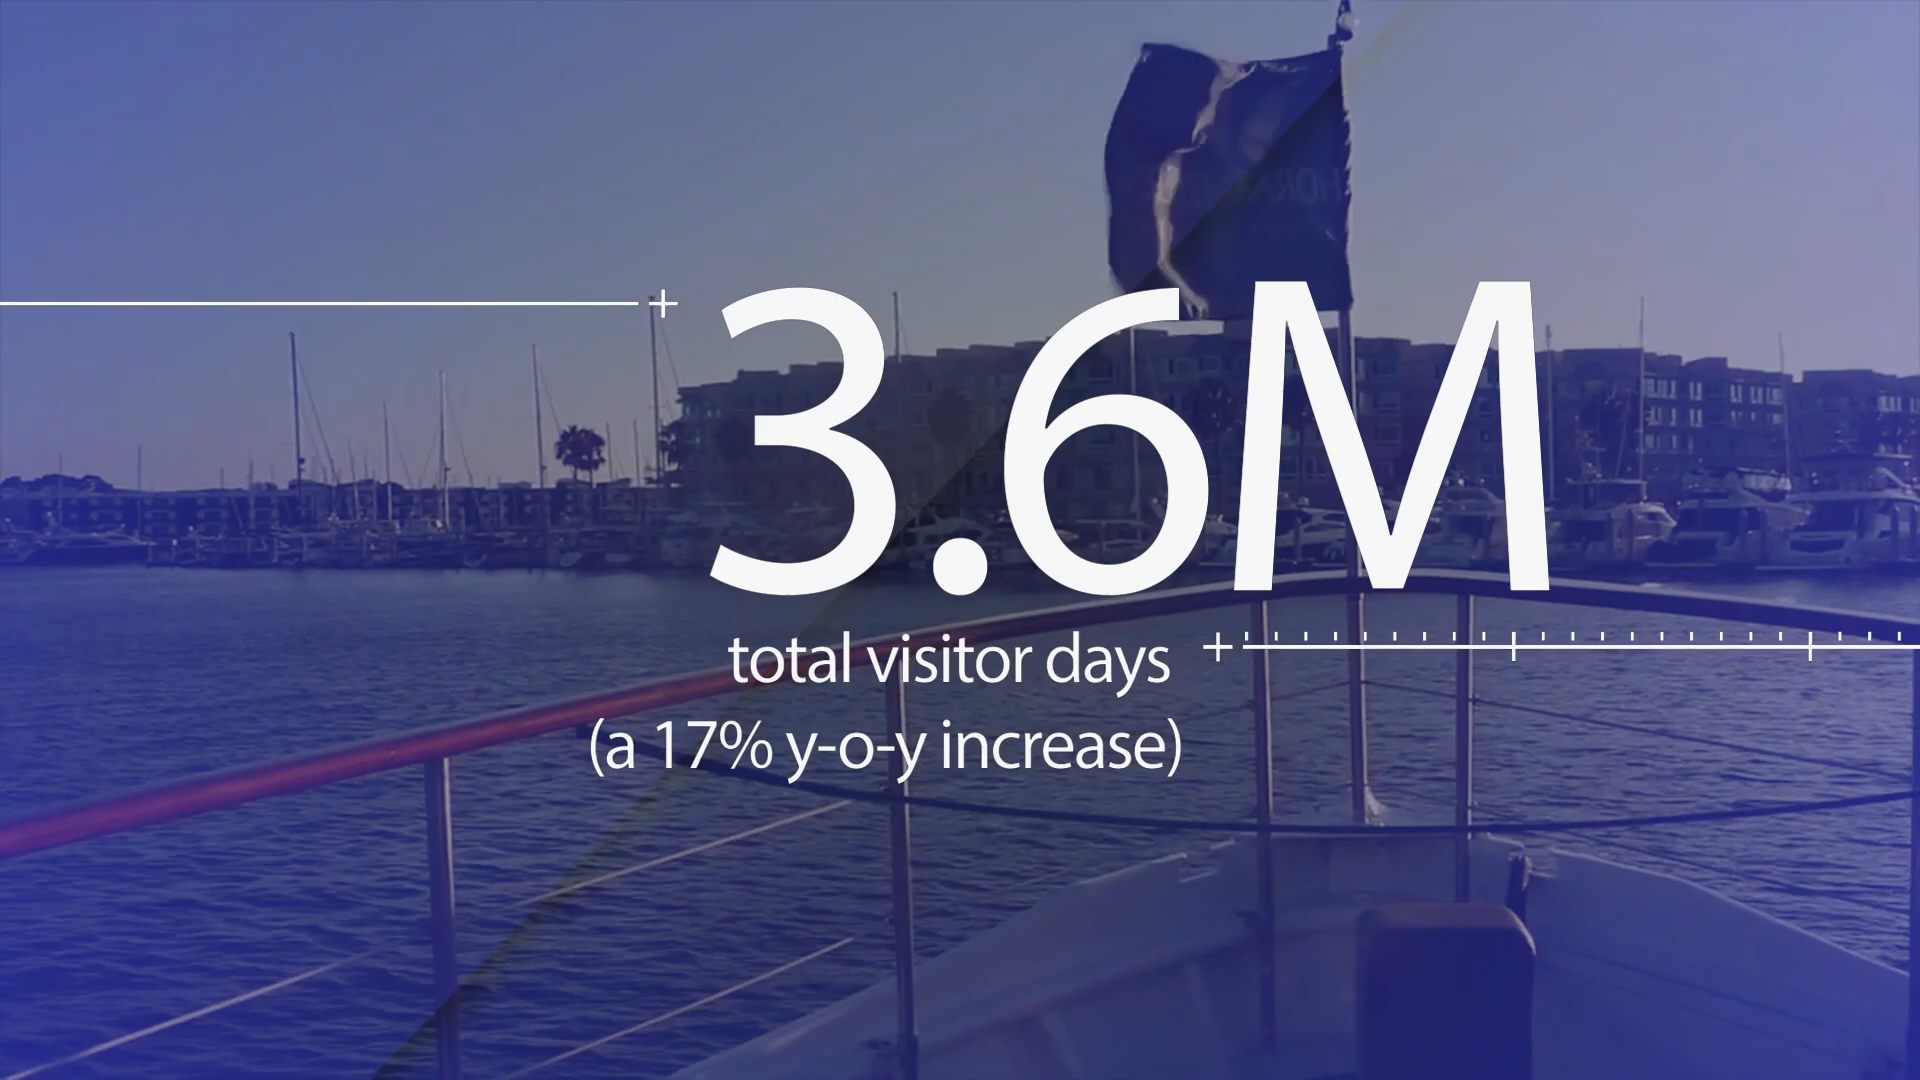 3.6M
total visitor days
(a 17% y-o-y increase)